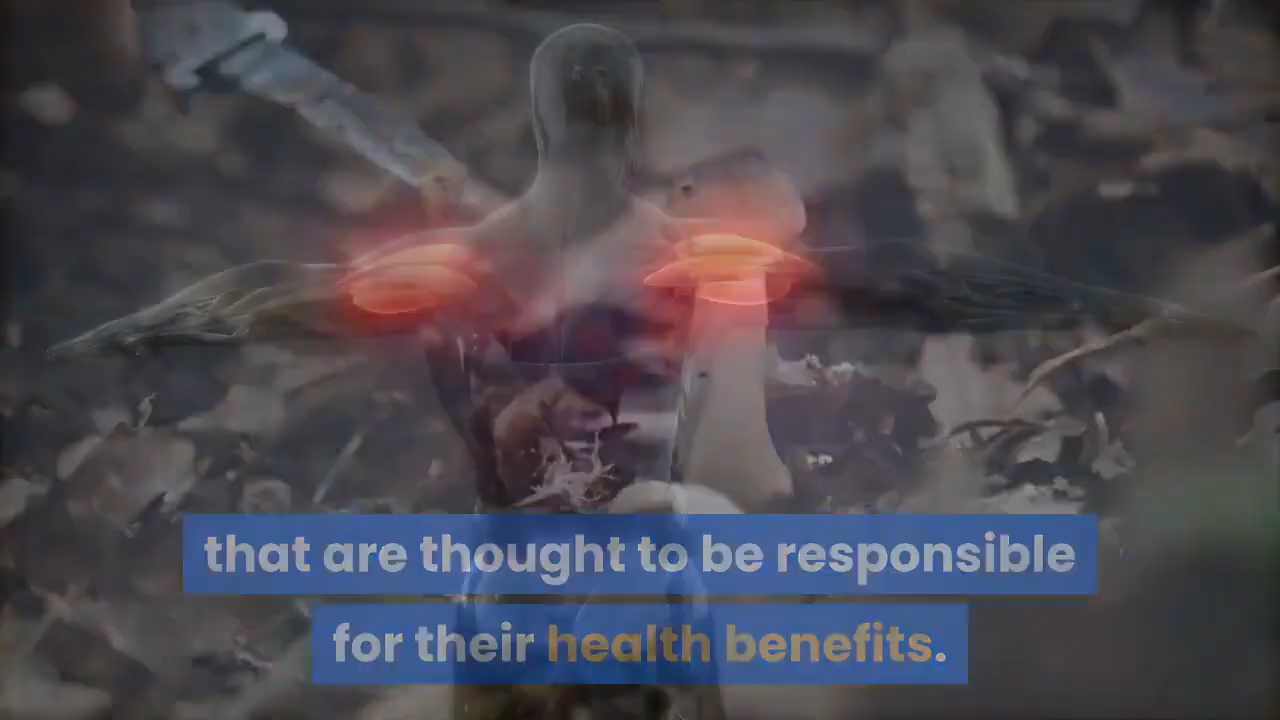 that are thought to be responsible
for their health benefits.